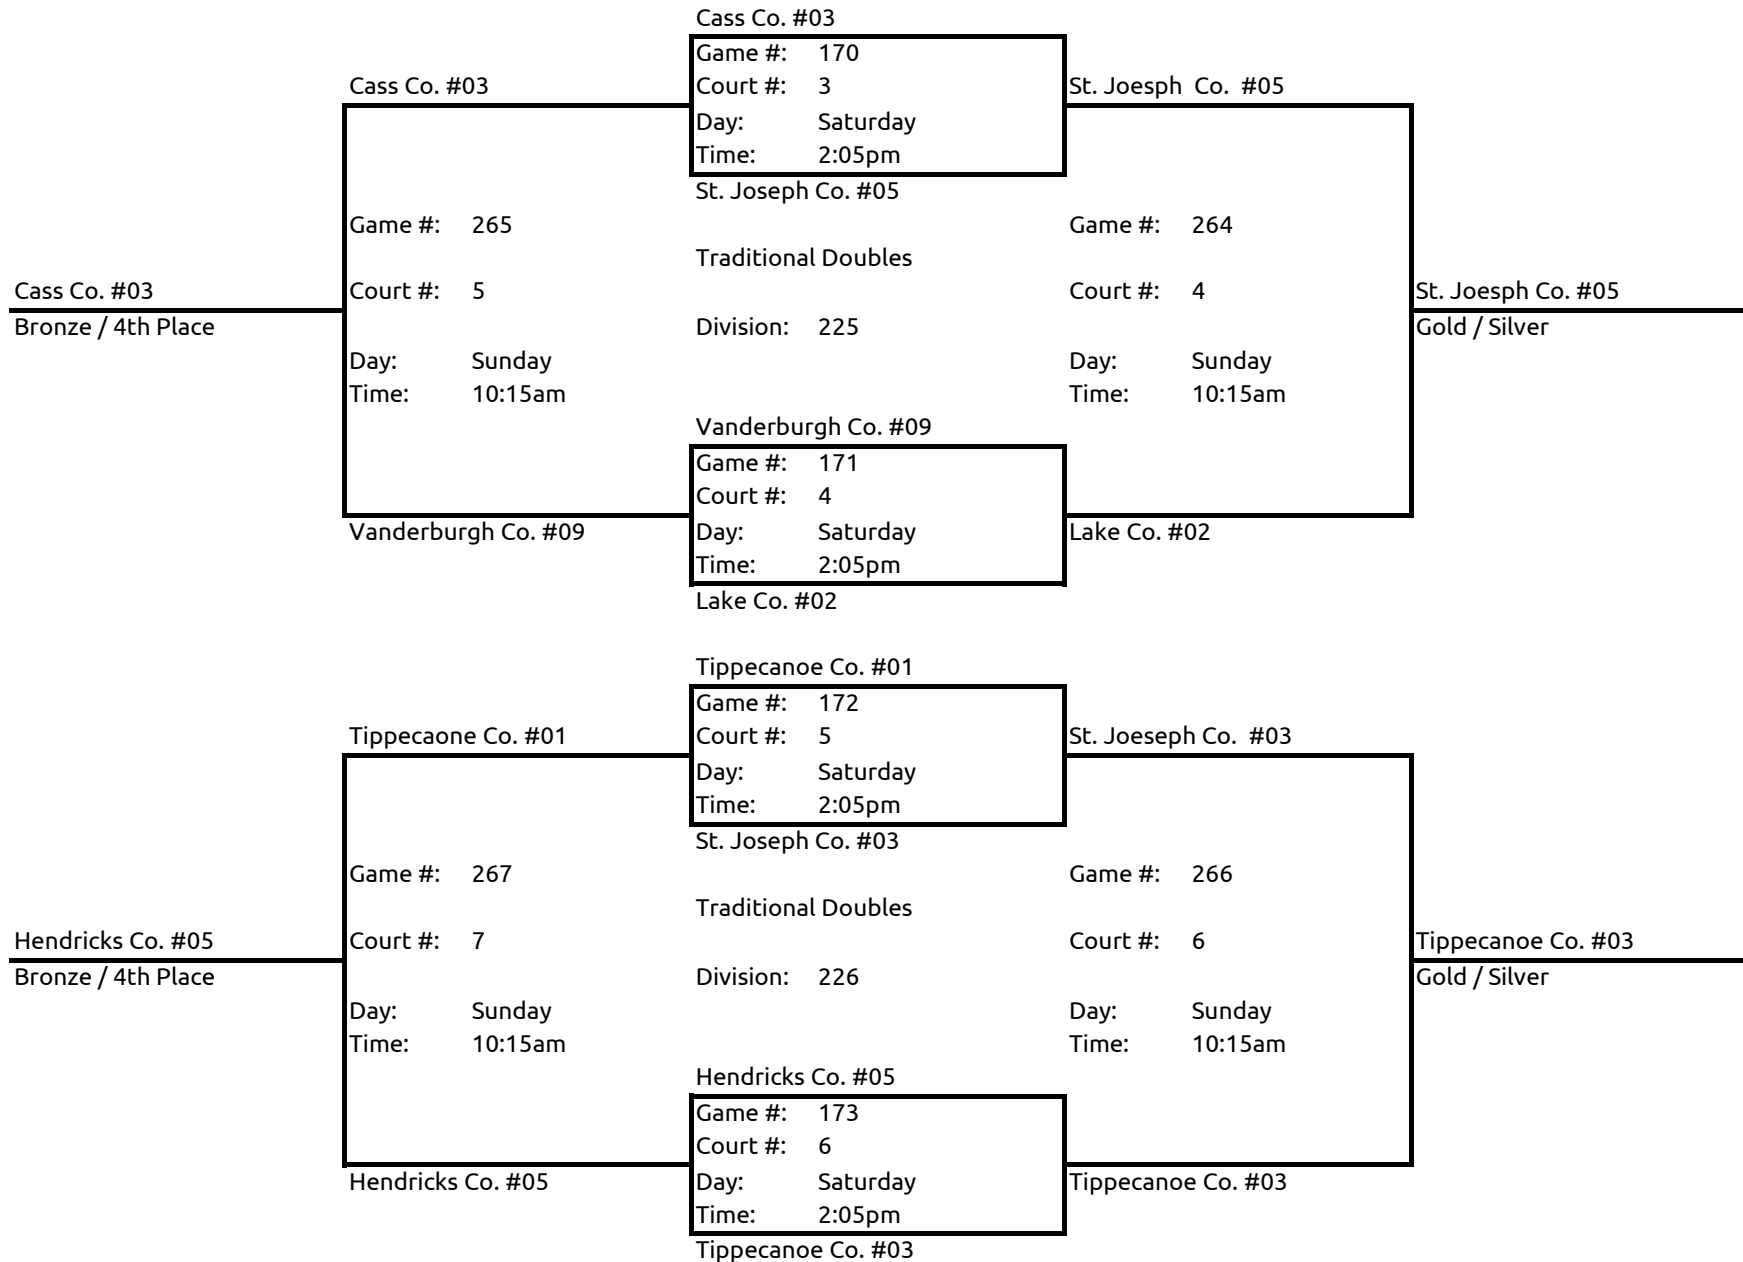 Cass Co. #03
Game #: 170
Cass Co. #03 Court #: 3 St. Joesph  Co.  #05
Day: Saturday
Time: 2:05pm
St. Joseph Co. #05
Game #: 265 Game #: 264
Traditional Doubles
Cass Co. #03 Court #: 5 Court #: 4 St. Joesph Co. #05
Bronze / 4th Place Division: 225 Gold / Silver
Day: Sunday Day: Sunday
Time: 10:15am Time: 10:15am
Vanderburgh Co. #09
Game #: 171
Court #: 4
Vanderburgh Co. #09 Day: Saturday Lake Co. #02
Time: 2:05pm
Lake Co. #02
Tippecanoe Co. #01
Game #: 172
Tippecaone Co. #01 Court #: 5 St. Joeseph Co.  #03
Day: Saturday
Time: 2:05pm
St. Joseph Co. #03
Game #: 267 Game #: 266
Traditional Doubles
Hendricks Co. #05 Court #: 7 Court #: 6 Tippecanoe Co. #03
Bronze / 4th Place Division: 226 Gold / Silver
Day: Sunday Day: Sunday
Time: 10:15am Time: 10:15am
Hendricks Co. #05
Game #: 173
Court #: 6
Hendricks Co. #05 Day: Saturday Tippecanoe Co. #03
Time: 2:05pm
Tippecanoe Co. #03